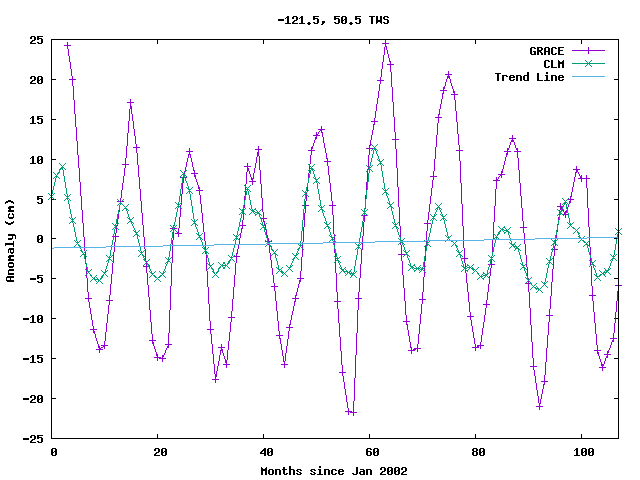 -121.5, 50.5 TWS
GRACE
CLM
Trend Line
25
20
15
10
5
0
-5
-10
-15
-20
-25
Anomaly (cm)
0 20 40 60 80 100
Months since Jan 2002